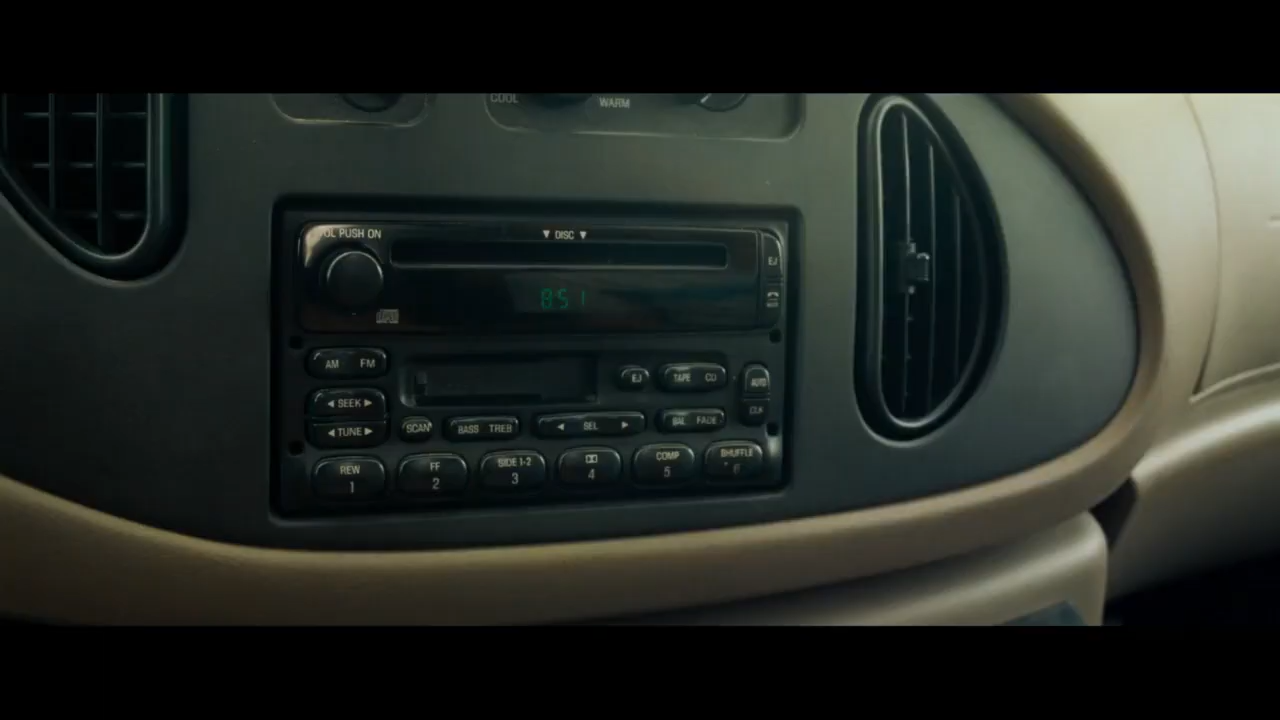 COOL WARM
OL PUSH ON ▼ DISC ▼
EJ
8:51
AM FM
EJ TAPE CD AUTO
◀ SEEK ▶
CLK
◀ TUNE ▶ SCAN BASS TREB ◀ SEL ▶ BAL FADE
REW FF SIDE 1-2 COMP SHUFFLE
1 2 3 4 5 6